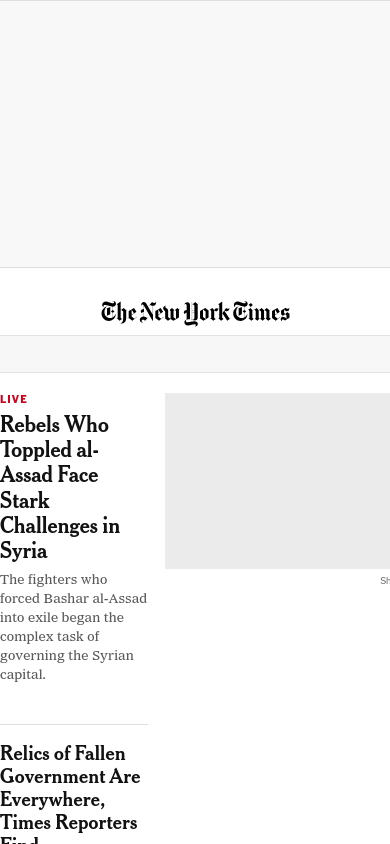 The New York Times
LIVE
Rebels Who
Toppled al-
Assad Face
Stark
Challenges in
Syria
The fighters who
forced Bashar al-Assad
into exile began the
complex task of
governing the Syrian
capital.
Relics of Fallen
Government Are
Everywhere,
Times Reporters
Find